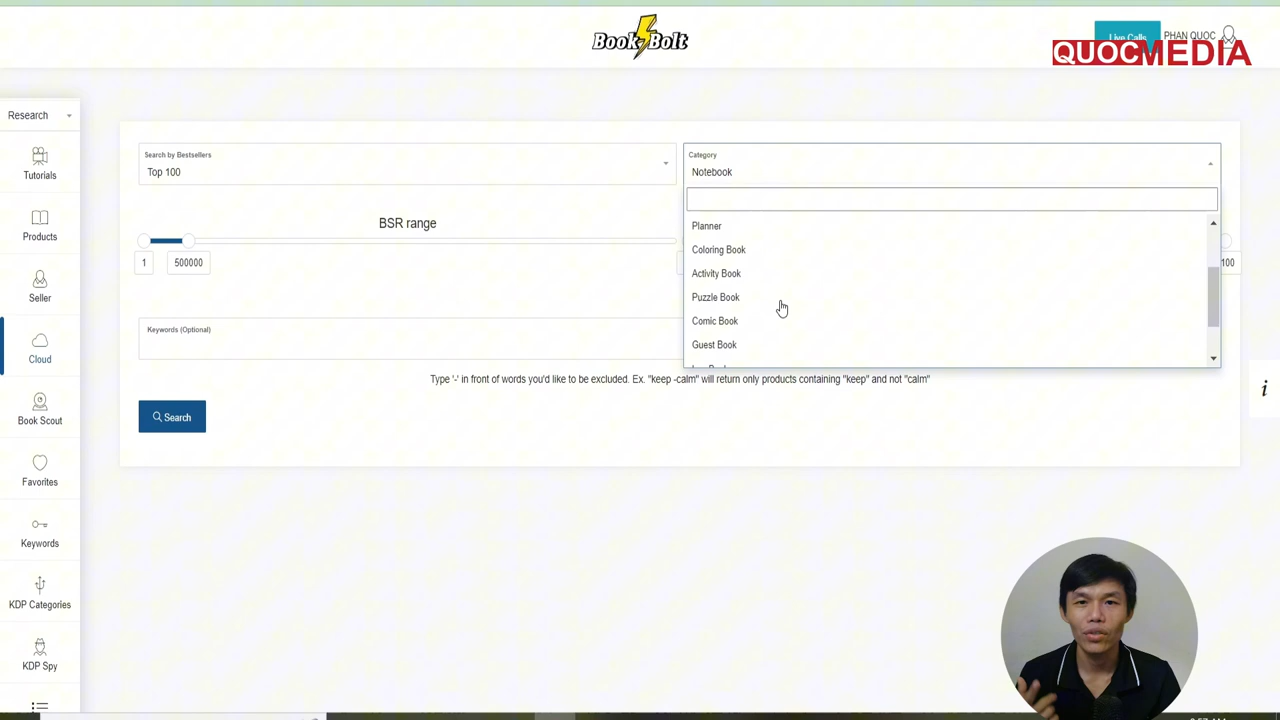 Book Bolt
Live Calls
PHAN QUOC
QUOCMEDIA
Research
Tutorials
Products
Seller
Cloud
Book Scout
Favorites
Keywords
KDP Categories
KDP Spy
Search by Bestsellers
Top 100
Category
Notebook
Planner
Coloring Book
Activity Book
Puzzle Book
Comic Book
Guest Book
BSR range
1
500000
100
Keywords (Optional)
Type '-' in front of words you'd like to be excluded. Ex. "keep -calm" will return only products containing "keep" and not "calm"
Search
i